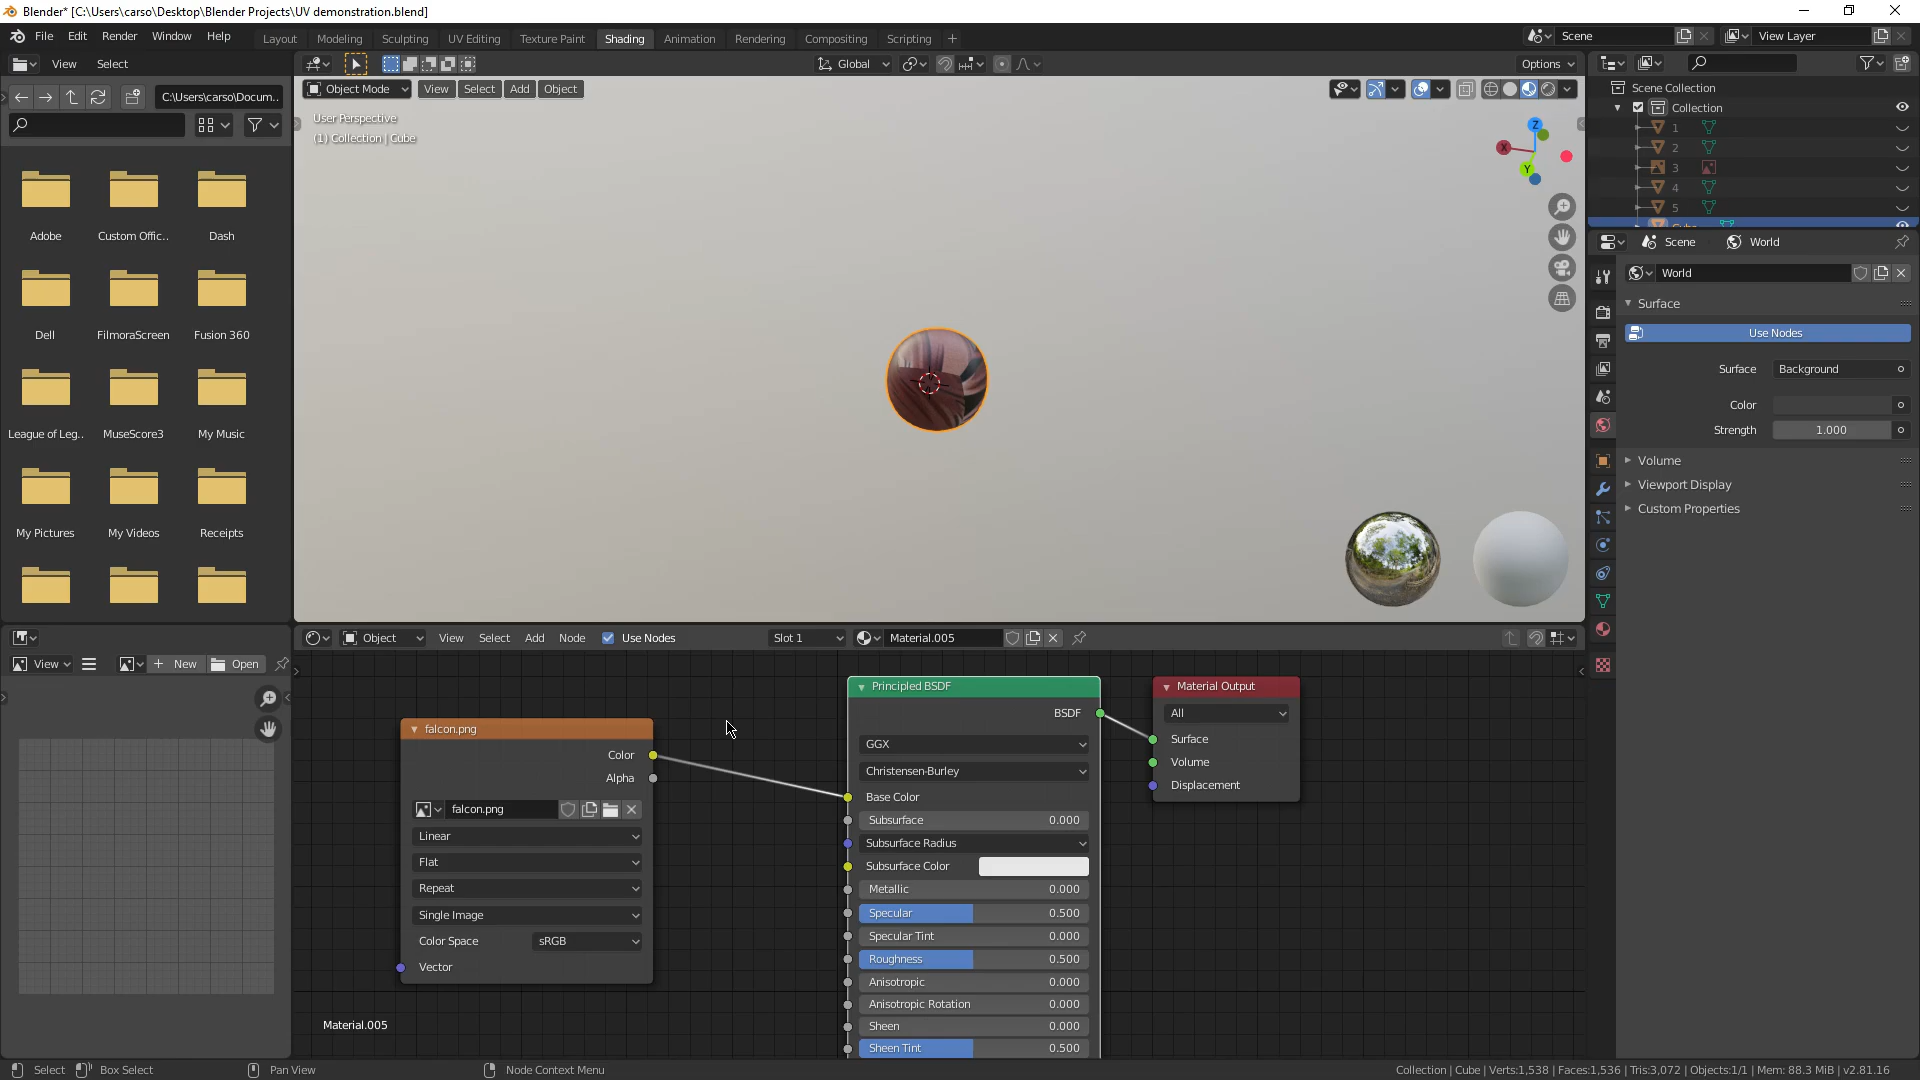 Blender* [C:\Users\carso\Desktop\Blender Projects\UV demonstration.blend]
File Edit Render Window Help
Layout Modeling Sculpting UV Editing Texture Paint Shading Animation Rendering Compositing Scripting
Scene
View Layer
View Select
Global
Options
C:\Users\carso\Docum..
Object Mode
View Select Add Object
User Perspective
(1) Collection | Cube
X
Y
Z
Adobe
Custom Offic..
Dash
Dell
FilmoraScreen
Fusion 360
League of Leg..
MuseScore3
My Music
My Pictures
My Videos
Receipts
Scene Collection
Collection
1
2
3
4
5
Scene
World
World
Surface
Use Nodes
Surface
Background
Color
Strength
1.000
Volume
Viewport Display
Custom Properties
View
New
Open
Object
View Select Add Node
Use Nodes
Slot 1
Material.005
falcon.png
Color
Alpha
falcon.png
Linear
Flat
Repeat
Single Image
Color Space
sRGB
Vector
Material.005
Principled BSDF
BSDF
GGX
Christensen-Burley
Base Color
Subsurface 0.000
Subsurface Radius
Subsurface Color
Metallic 0.000
Specular 0.500
Specular Tint 0.000
Roughness 0.500
Anisotropic 0.000
Anisotropic Rotation 0.000
Sheen 0.000
Sheen Tint 0.500
Material Output
All
Surface
Volume
Displacement
Select
Box Select
Pan View
Node Context Menu
Collection | Cube | Verts:1,538 | Faces:1,536 | Tris:3,072 | Objects:1/1 | Mem: 88.3 MiB | v2.81.16